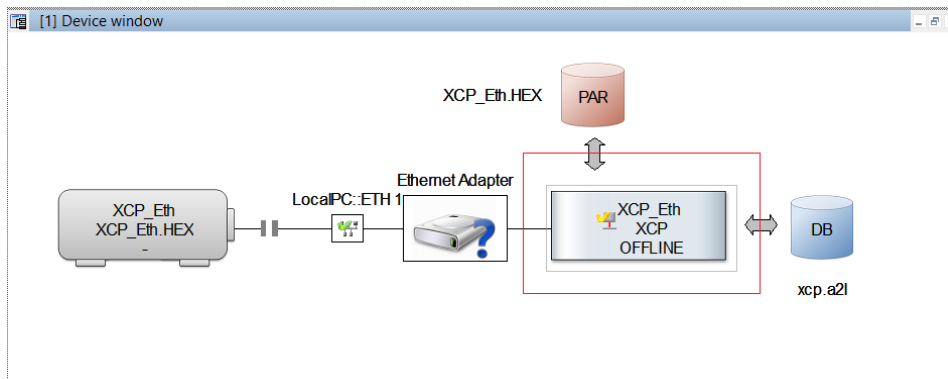 [1] Device window
XCP_Eth.HEX
PAR
Ethernet Adapter
LocalPC::ETH 1
XCP_Eth
XCP_Eth.HEX
-
XCP_Eth
XCP
OFFLINE
DB
xcp.a2l